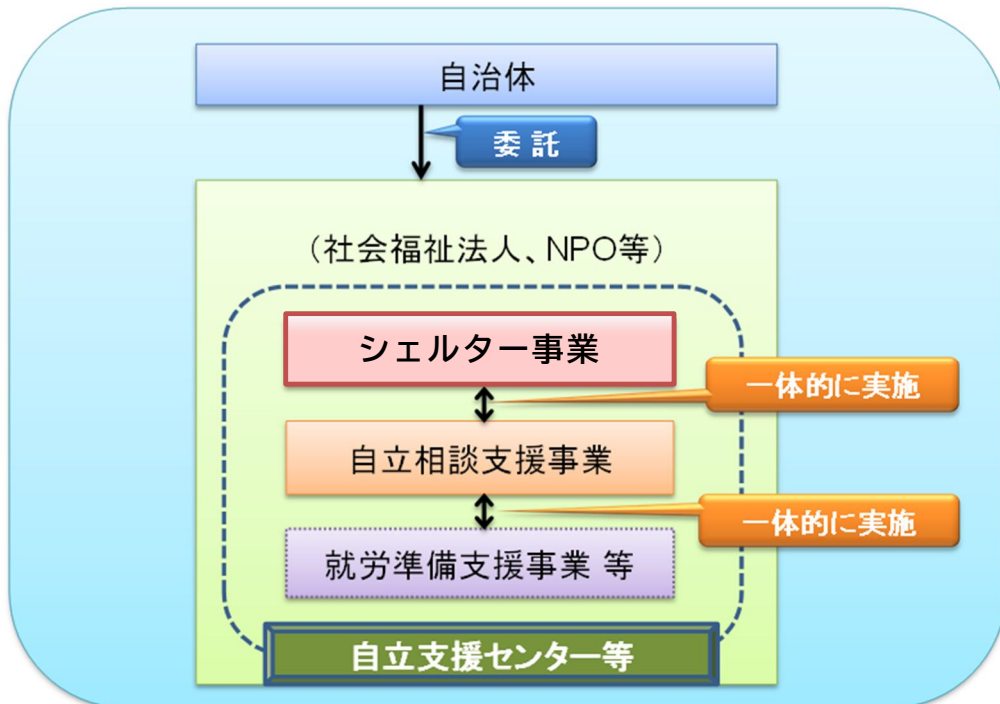 自治体
委託
（社会福祉法人、NPO等）
シェルター事業
一体的に実施
自立相談支援事業
一体的に実施
就労準備支援事業 等
自立支援センター等